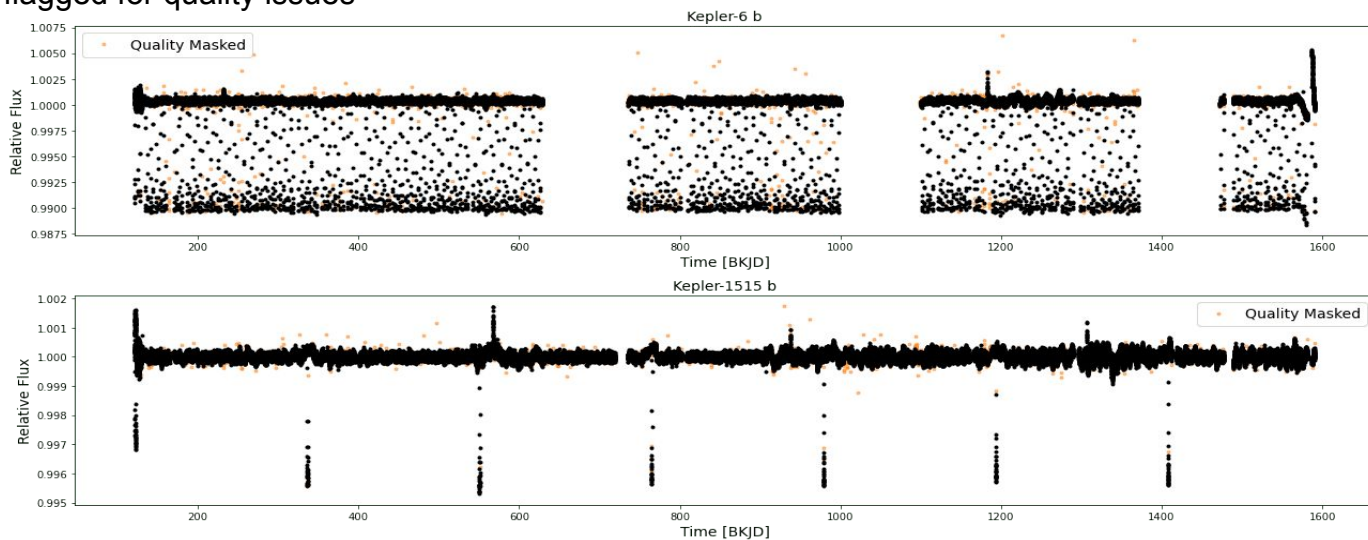 flagged for quality issues
Kepler-6 b
Quality Masked
1.0075
1.0050
1.0025
1.0000
0.9975
0.9950
0.9925
0.9900
0.9875
Relative Flux
200 400 600 800 1000 1200 1400 1600
Time [BKJD]
Kepler-1515 b
Quality Masked
1.002
1.001
1.000
0.999
0.998
0.997
0.996
0.995
Relative Flux
200 400 600 800 1000 1200 1400 1600
Time [BKJD]